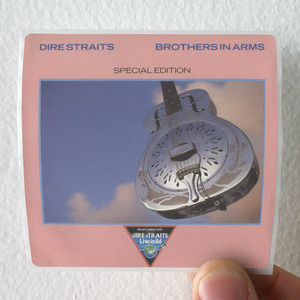 DIRE STRAITS BROTHERS IN ARMS
SPECIAL EDITION
DIRE STRAITS
Live in 86